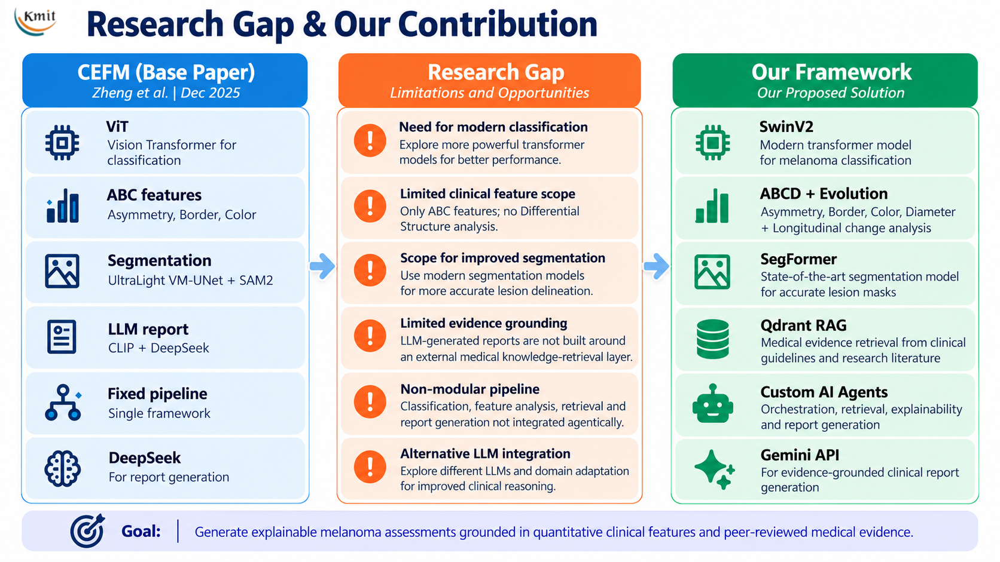 Kmit
Research Gap & Our Contribution
CEFM (Base Paper)
Zheng et al. | Dec 2025
ViT
Vision Transformer for
classification
ABC features
Asymmetry, Border, Color
Segmentation
UltraLight VM-UNet + SAM2
LLM report
CLIP + DeepSeek
Fixed pipeline
Single framework
DeepSeek
For report generation
Research Gap
Limitations and Opportunities
Need for modern classification
Explore more powerful transformer
models for better performance.
Limited clinical feature scope
Only ABC features; no Differential
Structure analysis.
Scope for improved segmentation
Use modern segmentation models
for more accurate lesion delineation.
Limited evidence grounding
LLM-generated reports are not built around
an external medical knowledge-retrieval layer.
Non-modular pipeline
Classification, feature analysis, retrieval and
report generation not integrated agentically.
Alternative LLM integration
Explore different LLMs and domain adaptation
for improved clinical reasoning.
Our Framework
Our Proposed Solution
SwinV2
Modern transformer model
for melanoma classification
ABCD + Evolution
Asymmetry, Border, Color, Diameter
+ Longitudinal change analysis
SegFormer
State-of-the-art segmentation model
for accurate lesion masks
Qdrant RAG
Medical evidence retrieval from clinical
guidelines and research literature
Custom AI Agents
Orchestration, retrieval, explainability
and report generation
Gemini API
For evidence-grounded clinical report
generation
Goal:
Generate explainable melanoma assessments grounded in quantitative clinical features and peer-reviewed medical evidence.